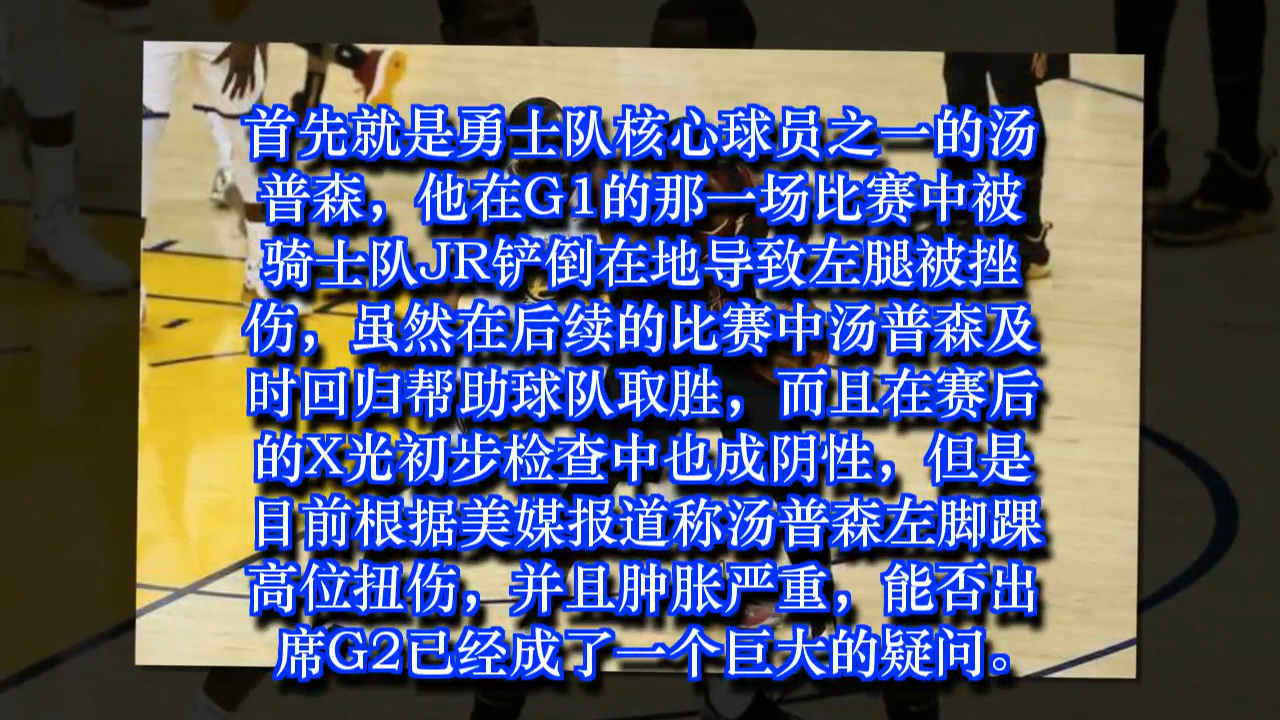 首先就是勇士队核心球员之一的汤
普森，他在G1的那一场比赛中被
骑士队JR铲倒在地导致左腿被挫
伤，虽然在后续的比赛中汤普森及
时回归帮助球队取胜，而且在赛后
的X光初步检查中也成阴性，但是
目前根据美媒报道称汤普森左脚踝
高位扭伤，并且肿胀严重，能否出
席G2已经成了一个巨大的疑问。